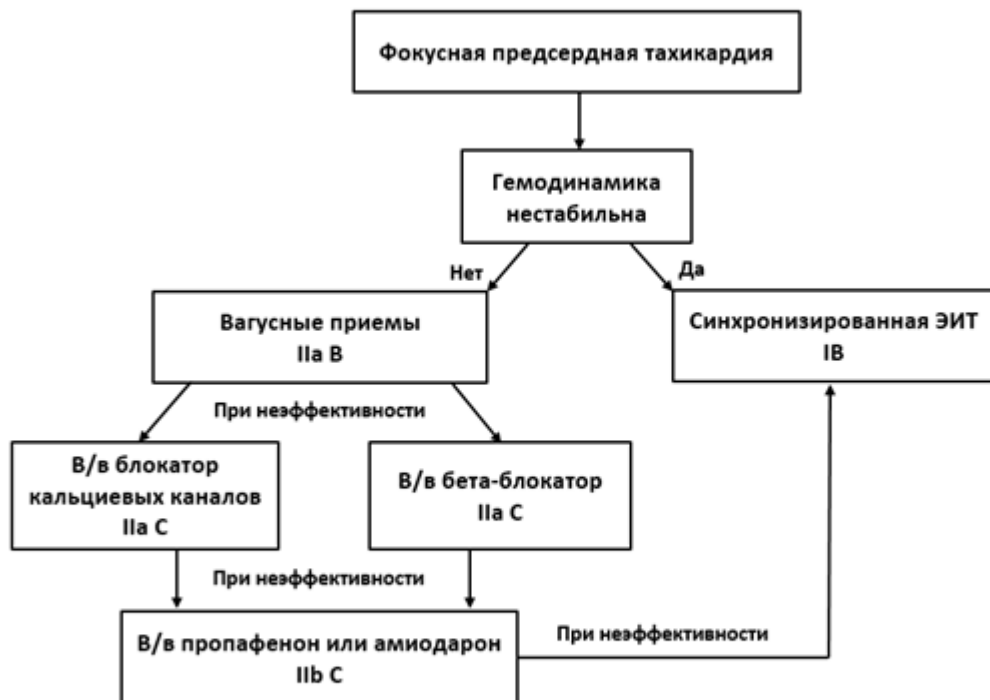 Фокусная предсердная тахикардия
Гемодинамика
нестабильна
Нет
Да
Вагусные приемы
IIa B
Синхронизированная ЭИТ
IB
При неэффективности
В/в блокатор
кальциевых каналов
IIa C
В/в бета-блокатор
IIa C
При неэффективности
В/в пропафенон или амиодарон
IIb C
При неэффективности